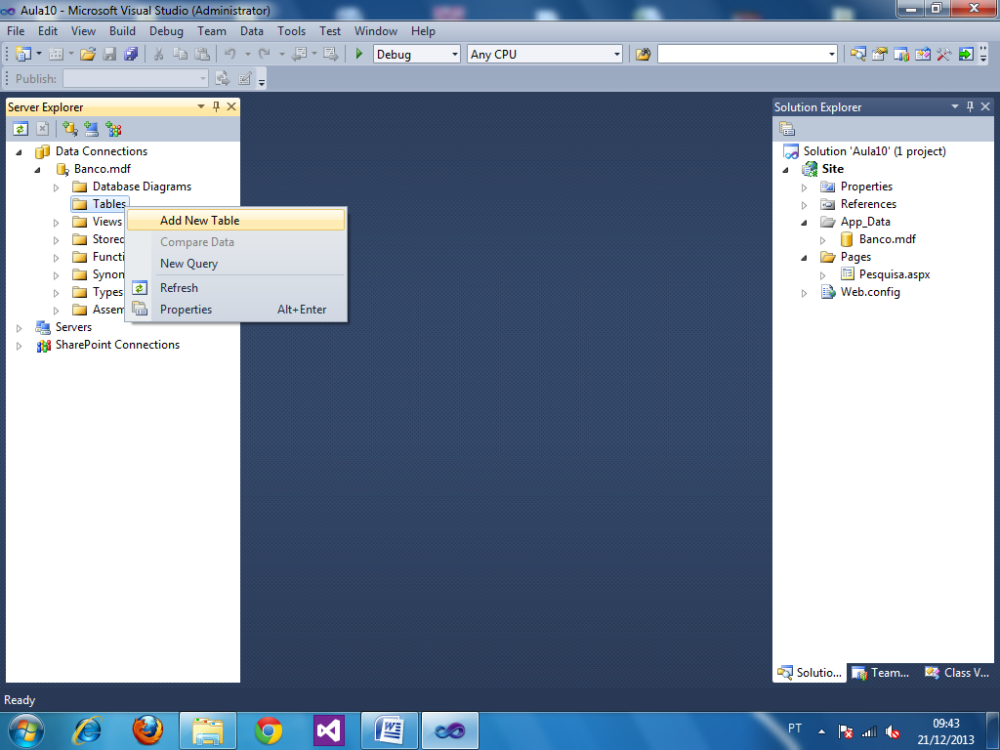 Aula10 - Microsoft Visual Studio (Administrator)
File Edit View Build Debug Team Data Tools Test Window Help
Debug Any CPU
Publish:
Server Explorer
Data Connections
Banco.mdf
Database Diagrams
Tables
Views
Stored
Functi
Synon
Types
Assem
Servers
SharePoint Connections
Add New Table
Compare Data
New Query
Refresh
Properties Alt+Enter
Solution Explorer
Solution 'Aula10' (1 project)
Site
Properties
References
App_Data
Banco.mdf
Pages
Pesquisa.aspx
Web.config
Solutio... Team... Class V...
Ready
PT
09:43
21/12/2013